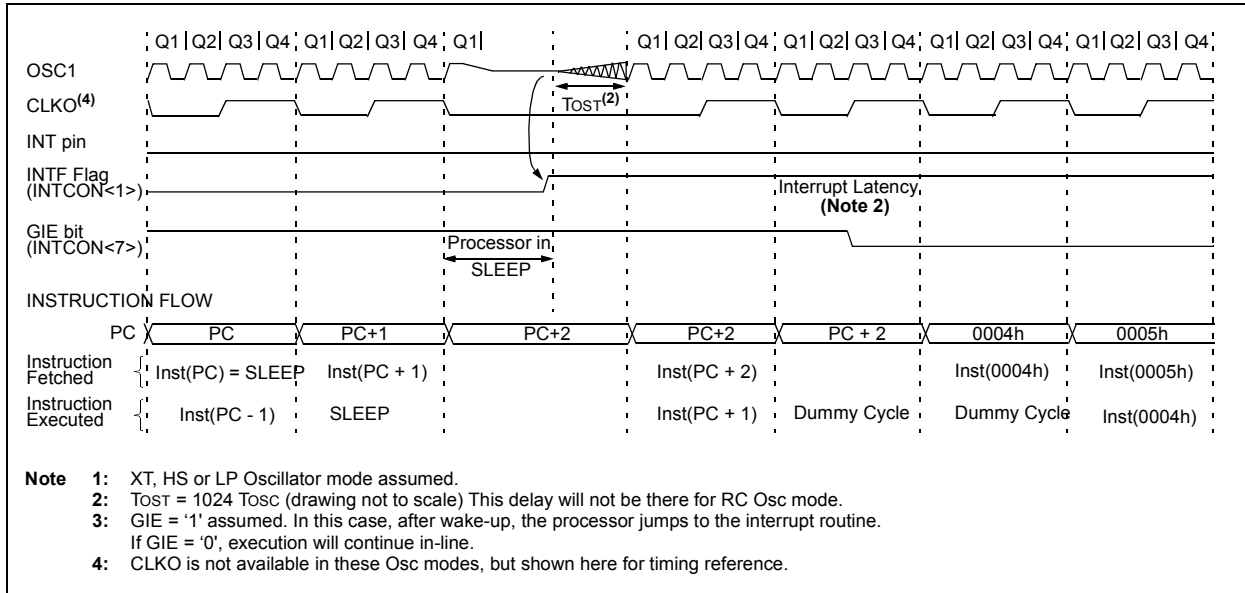 Q1 Q2 Q3 Q4 Q1 Q2 Q3 Q4 Q1 Q1 Q2 Q3 Q4 Q1 Q2 Q3 Q4 Q1 Q2 Q3 Q4 Q1 Q2 Q3 Q4
OSC1
CLKO(4)
TOST(2)
INT pin
INTF Flag
(INTCON<1>)
Interrupt Latency
(Note 2)
GIE bit
(INTCON<7>)
Processor in
SLEEP
INSTRUCTION FLOW
PC PC PC+1 PC+2 PC+2 PC + 2 0004h 0005h
Instruction
Fetched
Inst(PC) = SLEEP Inst(PC + 1) Inst(PC + 2) Inst(0004h) Inst(0005h)
Instruction
Executed
Inst(PC - 1) SLEEP Inst(PC + 1) Dummy Cycle Dummy Cycle Inst(0004h)
Note 1: XT, HS or LP Oscillator mode assumed.
2: TOST = 1024 TOSC (drawing not to scale) This delay will not be there for RC Osc mode.
3: GIE = '1' assumed. In this case, after wake-up, the processor jumps to the interrupt routine.
If GIE = '0', execution will continue in-line.
4: CLKO is not available in these Osc modes, but shown here for timing reference.